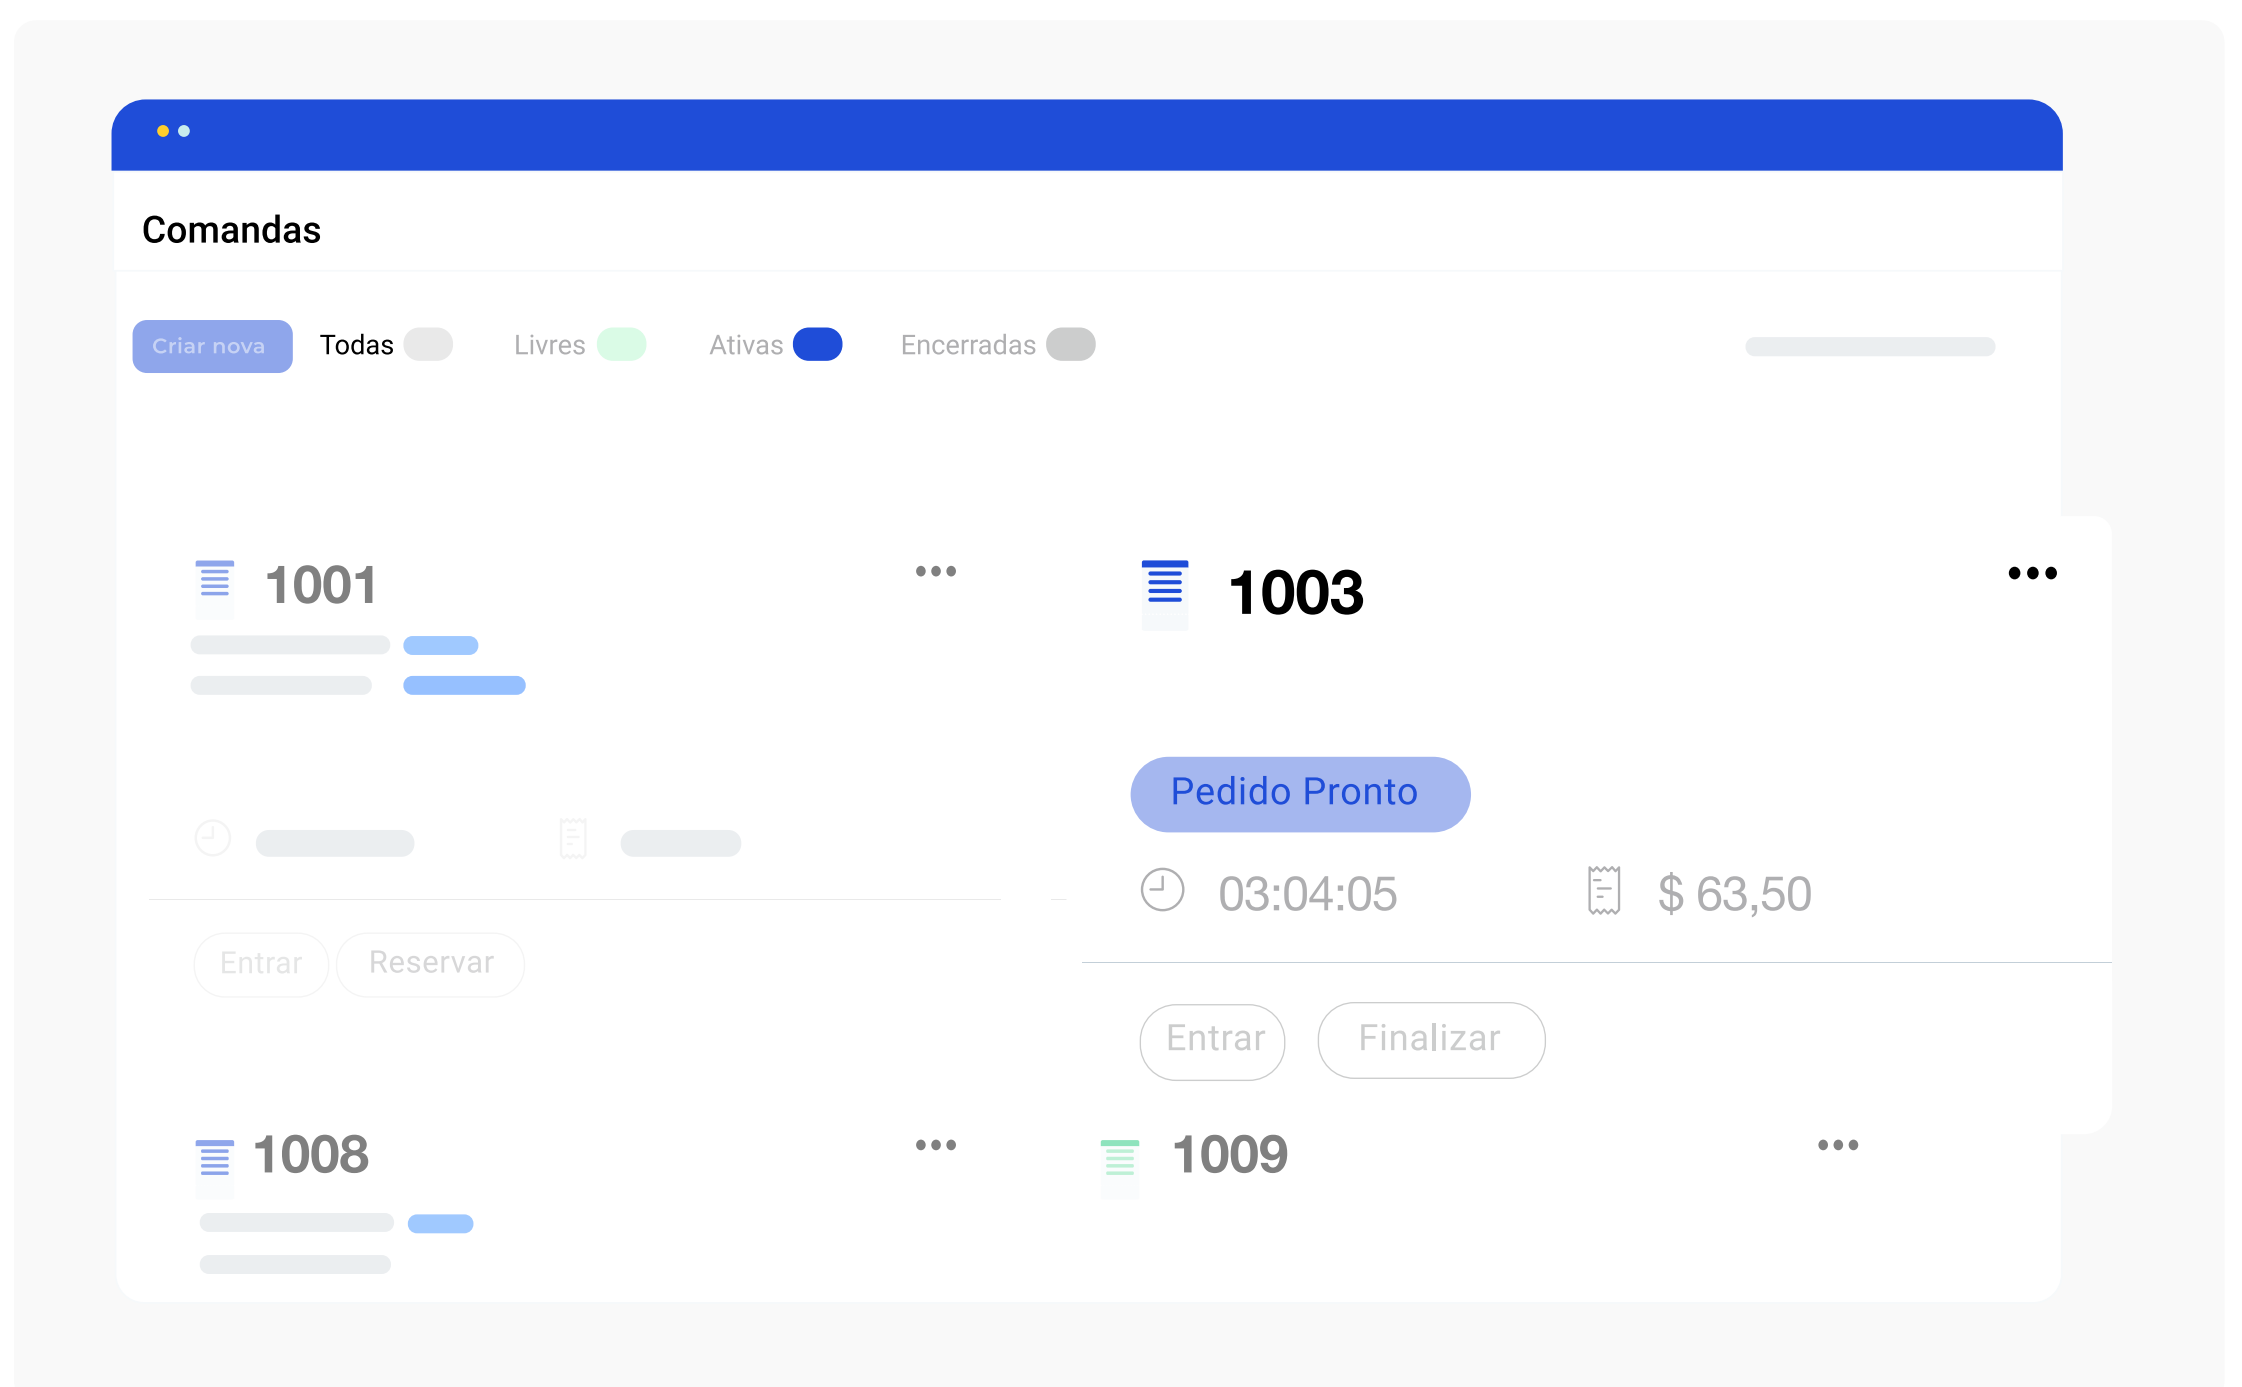 Comandas
Criar nova Todas Livres Ativas Encerradas
1001
Entrar Reservar
1003
Pedido Pronto
03:04:05 $ 63,50
Entrar Finalizar
1008 1009